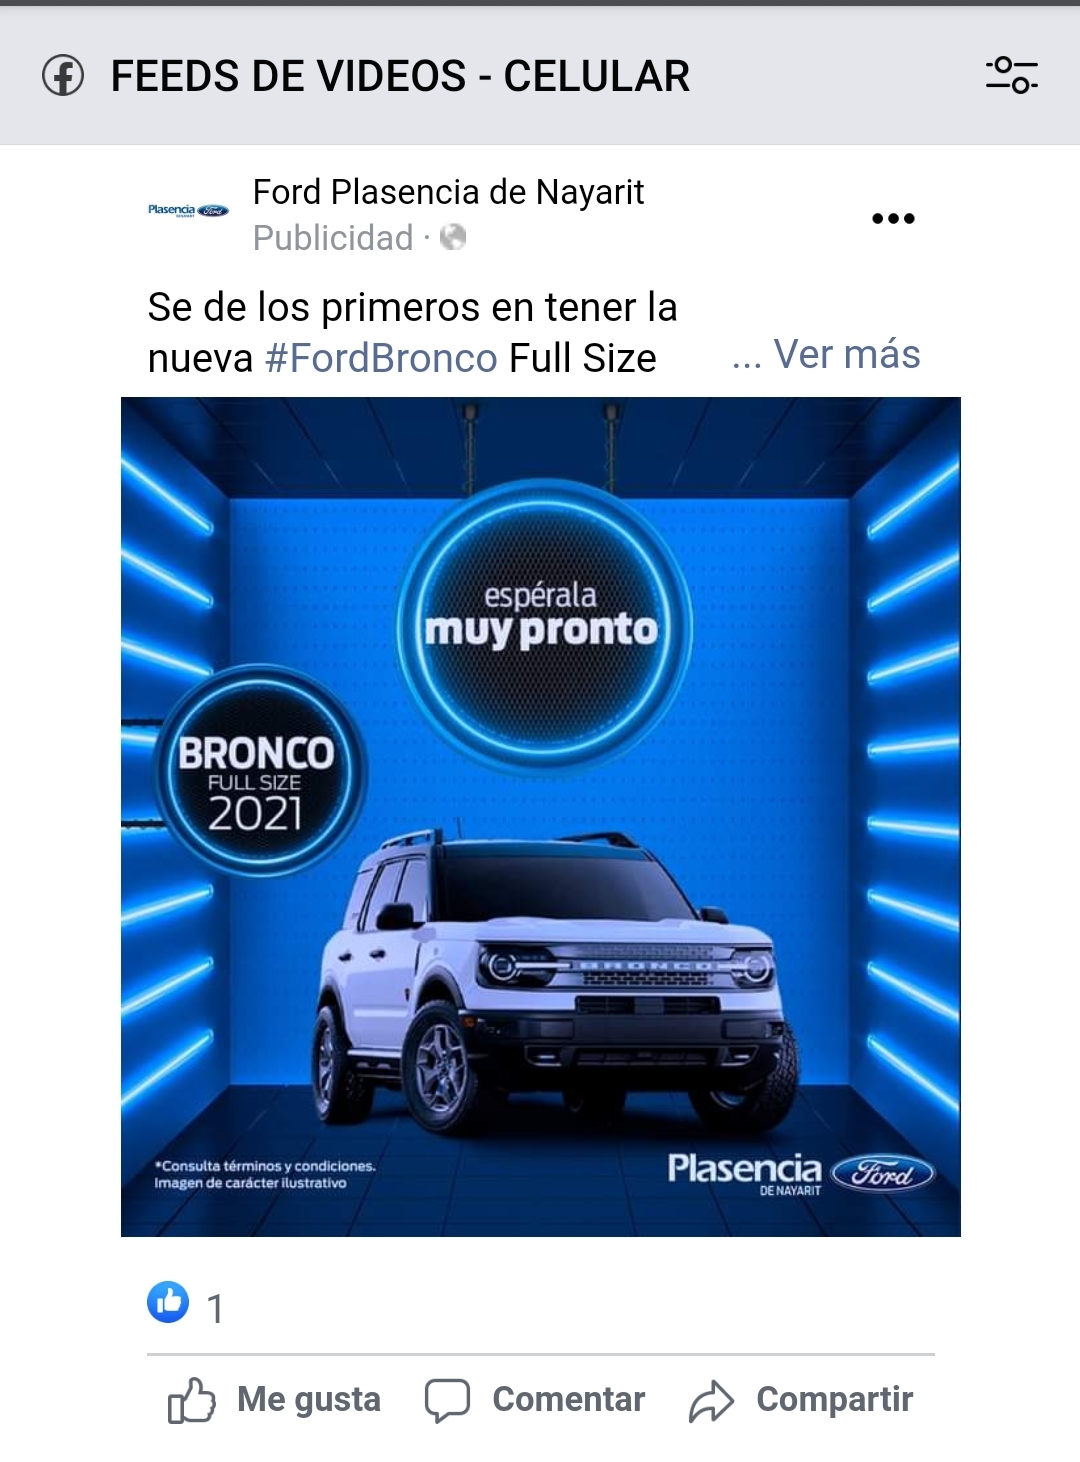 FEEDS DE VIDEOS - CELULAR
Plasencia Ford
Ford Plasencia de Nayarit
Publicidad ·
Se de los primeros en tener la
nueva #FordBronco Full Size ... Ver más
espérala
muy pronto
BRONCO
FULL SIZE
2021
BRONCO
*Consulta términos y condiciones.
Imagen de carácter ilustrativo
Plasencia Ford
DE NAYARIT
1
Me gusta Comentar Compartir